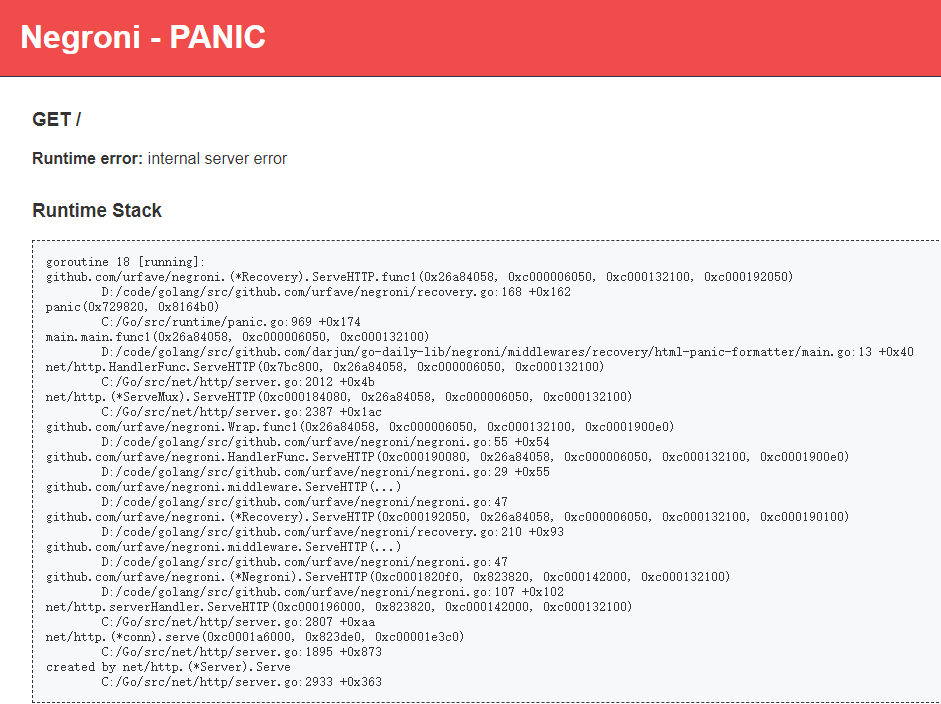 Negroni - PANIC
GET /
Runtime error: internal server error
Runtime Stack
goroutine 18 [running]:
github.com/urfave/negroni.(*Recovery).ServeHTTP.func1(0x26a84058, 0xc000006050, 0xc000132100, 0xc000192050)
D:/code/golang/src/github.com/urfave/negroni/recovery.go:168 +0x162
panic(0x729820, 0x8164b0)
C:/Go/src/runtime/panic.go:969 +0x174
main.main.func1(0x26a84058, 0xc000006050, 0xc000132100)
D:/code/golang/src/github.com/darjun/go-daily-lib/negroni/middlewares/recovery/html-panic-formatter/main.go:13 +0x40
net/http.HandlerFunc.ServeHTTP(0x7bc800, 0x26a84058, 0xc000006050, 0xc000132100)
C:/Go/src/net/http/server.go:2012 +0x4b
net/http.(*ServeMux).ServeHTTP(0xc000184080, 0x26a84058, 0xc000006050, 0xc000132100)
C:/Go/src/net/http/server.go:2387 +0x1ac
github.com/urfave/negroni.Wrap.func1(0x26a84058, 0xc000006050, 0xc000132100, 0xc0001900e0)
D:/code/golang/src/github.com/urfave/negroni/negroni.go:55 +0x54
github.com/urfave/negroni.HandlerFunc.ServeHTTP(0xc000190080, 0x26a84058, 0xc000006050, 0xc000132100, 0xc0001900e0)
D:/code/golang/src/github.com/urfave/negroni/negroni.go:29 +0x55
github.com/urfave/negroni.middleware.ServeHTTP(...)
D:/code/golang/src/github.com/urfave/negroni/negroni.go:47
github.com/urfave/negroni.(*Recovery).ServeHTTP(0xc000192050, 0x26a84058, 0xc000006050, 0xc000132100, 0xc000190100)
D:/code/golang/src/github.com/urfave/negroni/recovery.go:210 +0x93
github.com/urfave/negroni.middleware.ServeHTTP(...)
D:/code/golang/src/github.com/urfave/negroni/negroni.go:47
github.com/urfave/negroni.(*Negroni).ServeHTTP(0xc0001820f0, 0x823820, 0xc000142000, 0xc000132100)
D:/code/golang/src/github.com/urfave/negroni/negroni.go:107 +0x102
net/http.serverHandler.ServeHTTP(0xc000196000, 0x823820, 0xc000142000, 0xc000132100)
C:/Go/src/net/http/server.go:2807 +0xaa
net/http.(*conn).serve(0xc0001a6000, 0x823de0, 0xc00001e3c0)
C:/Go/src/net/http/server.go:1895 +0x873
created by net/http.(*Server).Serve
C:/Go/src/net/http/server.go:2933 +0x363